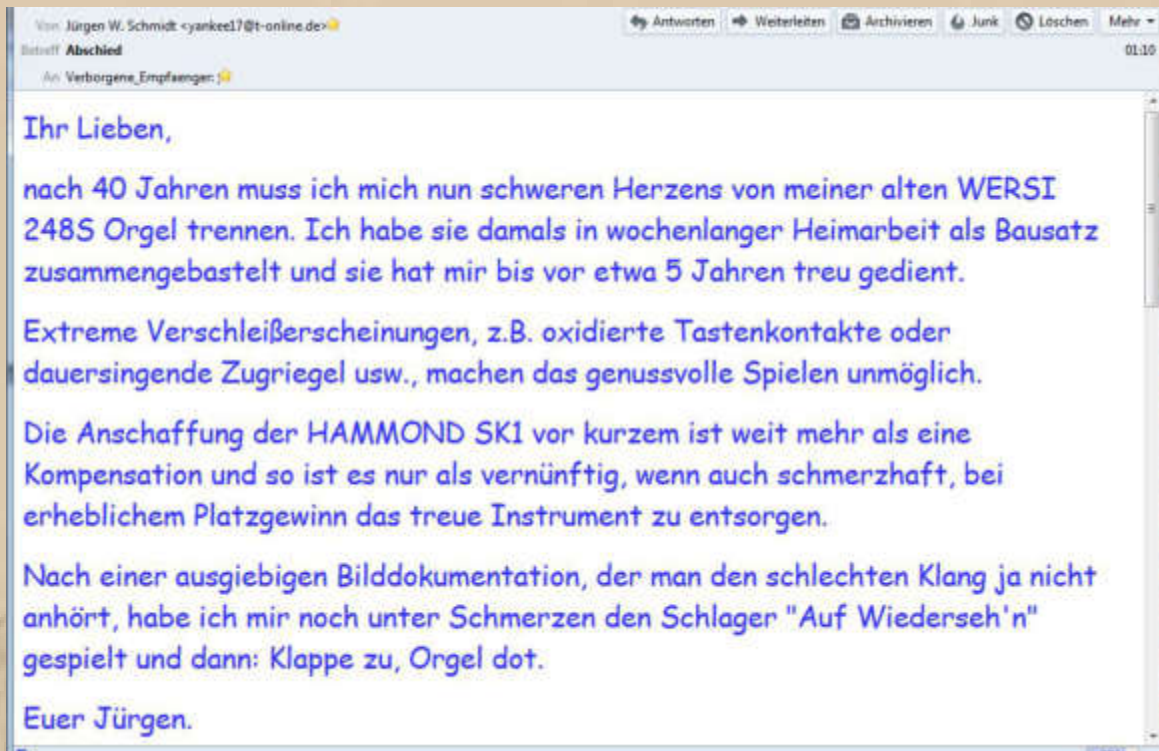 Von Jürgen W. Schmidt <yankee17@t-online.de>
Antworten Weiterleiten Archivieren Junk Löschen Mehr
Betreff Abschied
01:10
An Verborgene_Empfaenger: ;
Ihr Lieben,
nach 40 Jahren muss ich mich nun schweren Herzens von meiner alten WERSI
248S Orgel trennen. Ich habe sie damals in wochenlanger Heimarbeit als Bausatz
zusammengebastelt und sie hat mir bis vor etwa 5 Jahren treu gedient.
Extreme Verschleißerscheinungen, z.B. oxidierte Tastenkontakte oder
dauersingende Zugriegel usw., machen das genussvolle Spielen unmöglich.
Die Anschaffung der HAMMOND SK1 vor kurzem ist weit mehr als eine
Kompensation und so ist es nur als vernünftig, wenn auch schmerzhaft, bei
erheblichem Platzgewinn das treue Instrument zu entsorgen.
Nach einer ausgiebigen Bilddokumentation, der man den schlechten Klang ja nicht
anhört, habe ich mir noch unter Schmerzen den Schlager "Auf Wiederseh'n"
gespielt und dann: Klappe zu, Orgel dot.
Euer Jürgen.